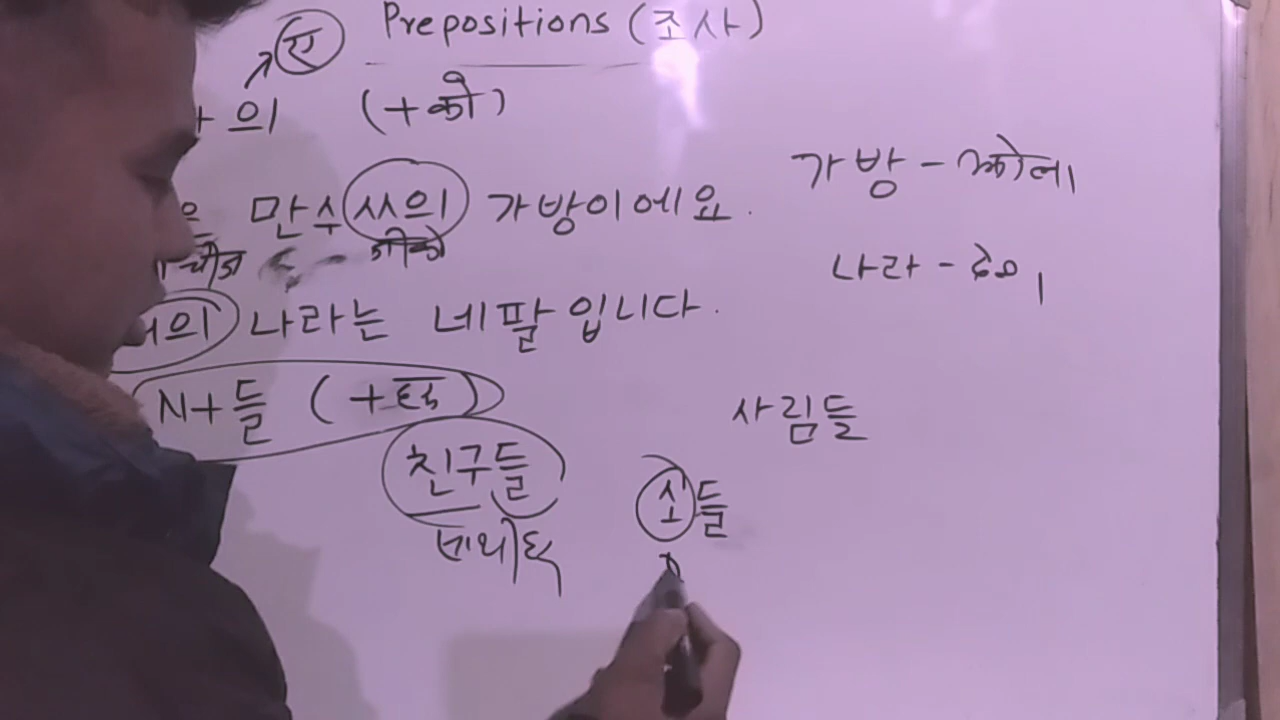 ए Prepositions (조사)
의 (+को)
은 만수 씨의 가방이에요.
가방 - झोला
जीको
의 나라는 네팔입니다.
나라 - देश
N+들 (+हरू)
사림들
친구들
소들